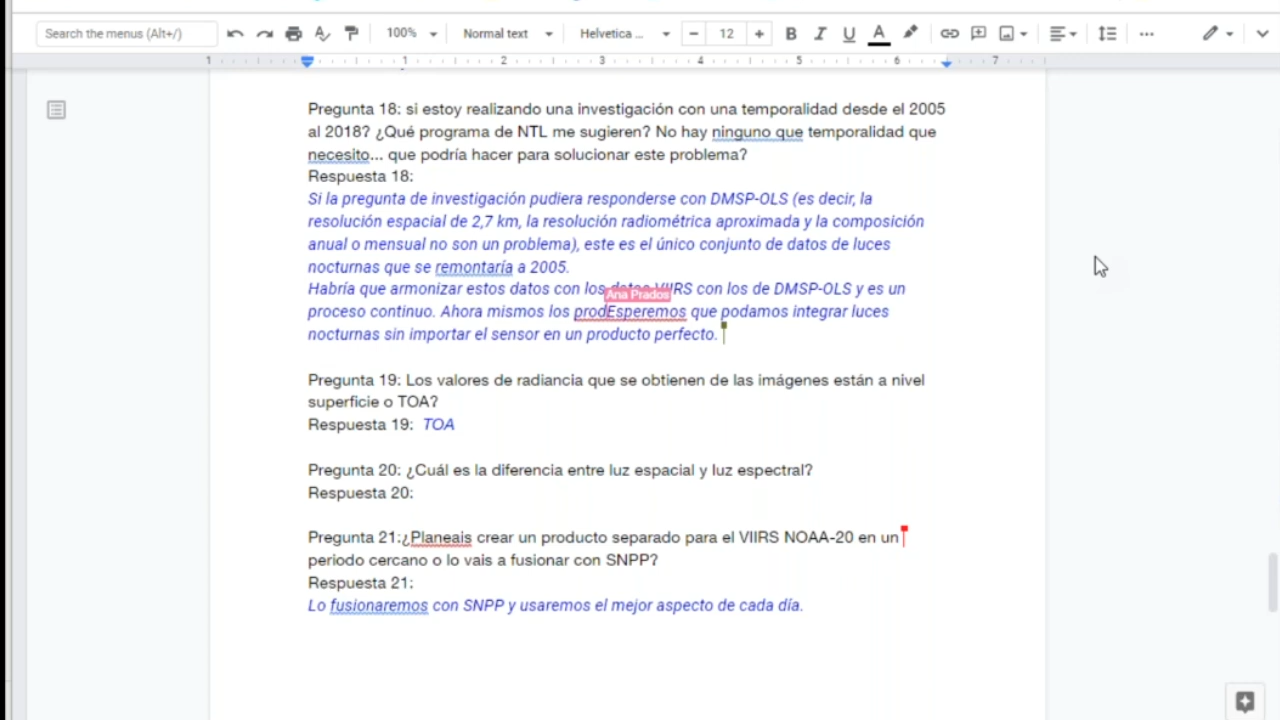 Search the menus (Alt+/)
100%
Normal text
Helvetica ...
12
B I U A
1 1 2 3 4 5 6 7
Pregunta 18: si estoy realizando una investigación con una temporalidad desde el 2005
al 2018? ¿Qué programa de NTL me sugieren? No hay ninguno que temporalidad que
necesito... que podría hacer para solucionar este problema?
Respuesta 18:
Si la pregunta de investigación pudiera responderse con DMSP-OLS (es decir, la
resolución espacial de 2,7 km, la resolución radiométrica aproximada y la composición
anual o mensual no son un problema), este es el único conjunto de datos de luces
nocturnas que se remontaría a 2005.
Habría que armonizar estos datos con los datos VIIRS con los de DMSP-OLS y es un
Ana Prados
proceso continuo. Ahora mismos los prodEsperemos que podamos integrar luces
nocturnas sin importar el sensor en un producto perfecto.
Pregunta 19: Los valores de radiancia que se obtienen de las imágenes están a nivel
superficie o TOA?
Respuesta 19: TOA
Pregunta 20: ¿Cuál es la diferencia entre luz espacial y luz espectral?
Respuesta 20:
Pregunta 21:¿Planeais crear un producto separado para el VIIRS NOAA-20 en un
periodo cercano o lo vais a fusionar con SNPP?
Respuesta 21:
Lo fusionaremos con SNPP y usaremos el mejor aspecto de cada día.